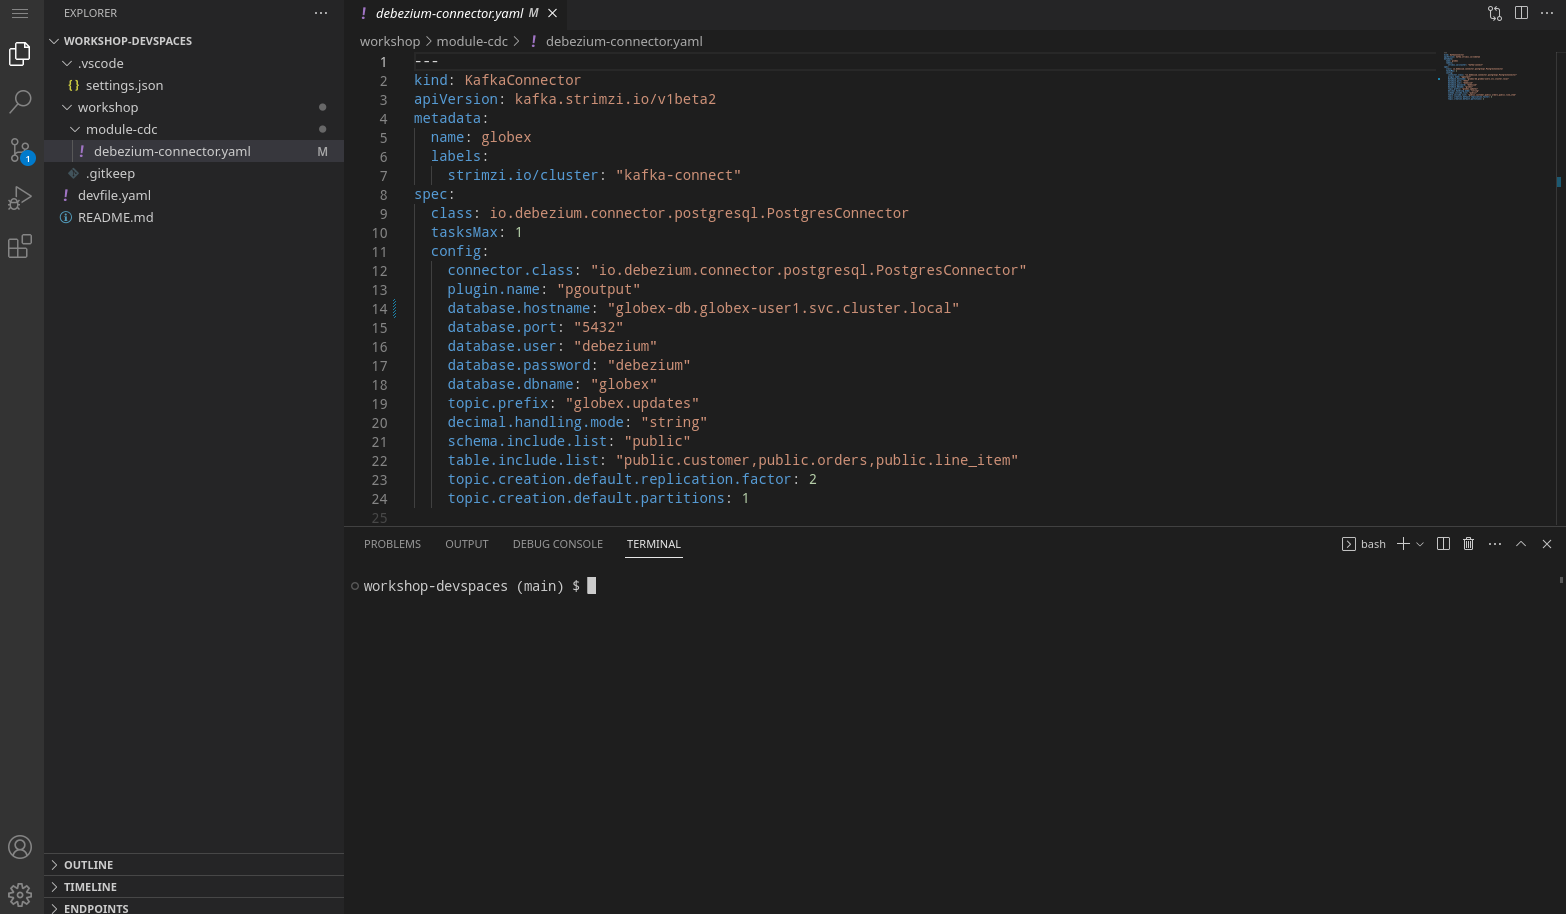 EXPLORER
WORKSHOP-DEVSPACES
.vscode
{ } settings.json
workshop
module-cdc
! debezium-connector.yaml M
.gitkeep
! devfile.yaml
README.md
1
OUTLINE
TIMELINE
ENDPOINTS
! debezium-connector.yaml M
workshop > module-cdc > ! debezium-connector.yaml
1 ---
2 kind: KafkaConnector
3 apiVersion: kafka.strimzi.io/v1beta2
4 metadata:
5 name: globex
6 labels:
7 strimzi.io/cluster: "kafka-connect"
8 spec:
9 class: io.debezium.connector.postgresql.PostgresConnector
10 tasksMax: 1
11 config:
12 connector.class: "io.debezium.connector.postgresql.PostgresConnector"
13 plugin.name: "pgoutput"
14 database.hostname: "globex-db.globex-user1.svc.cluster.local"
15 database.port: "5432"
16 database.user: "debezium"
17 database.password: "debezium"
18 database.dbname: "globex"
19 topic.prefix: "globex.updates"
20 decimal.handling.mode: "string"
21 schema.include.list: "public"
22 table.include.list: "public.customer,public.orders,public.line_item"
23 topic.creation.default.replication.factor: 2
24 topic.creation.default.partitions: 1
25
PROBLEMS OUTPUT DEBUG CONSOLE TERMINAL
bash
workshop-devspaces (main) $